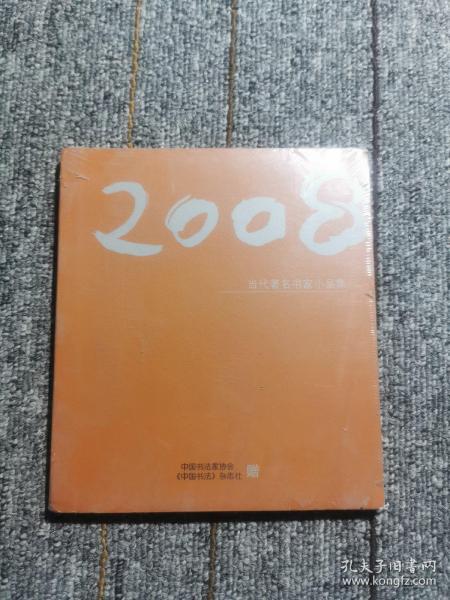 2008
当代著名书家小品集
中国书法家协会
《中国书法》杂志社
赠
孔夫子旧书网
www.kongfz.com